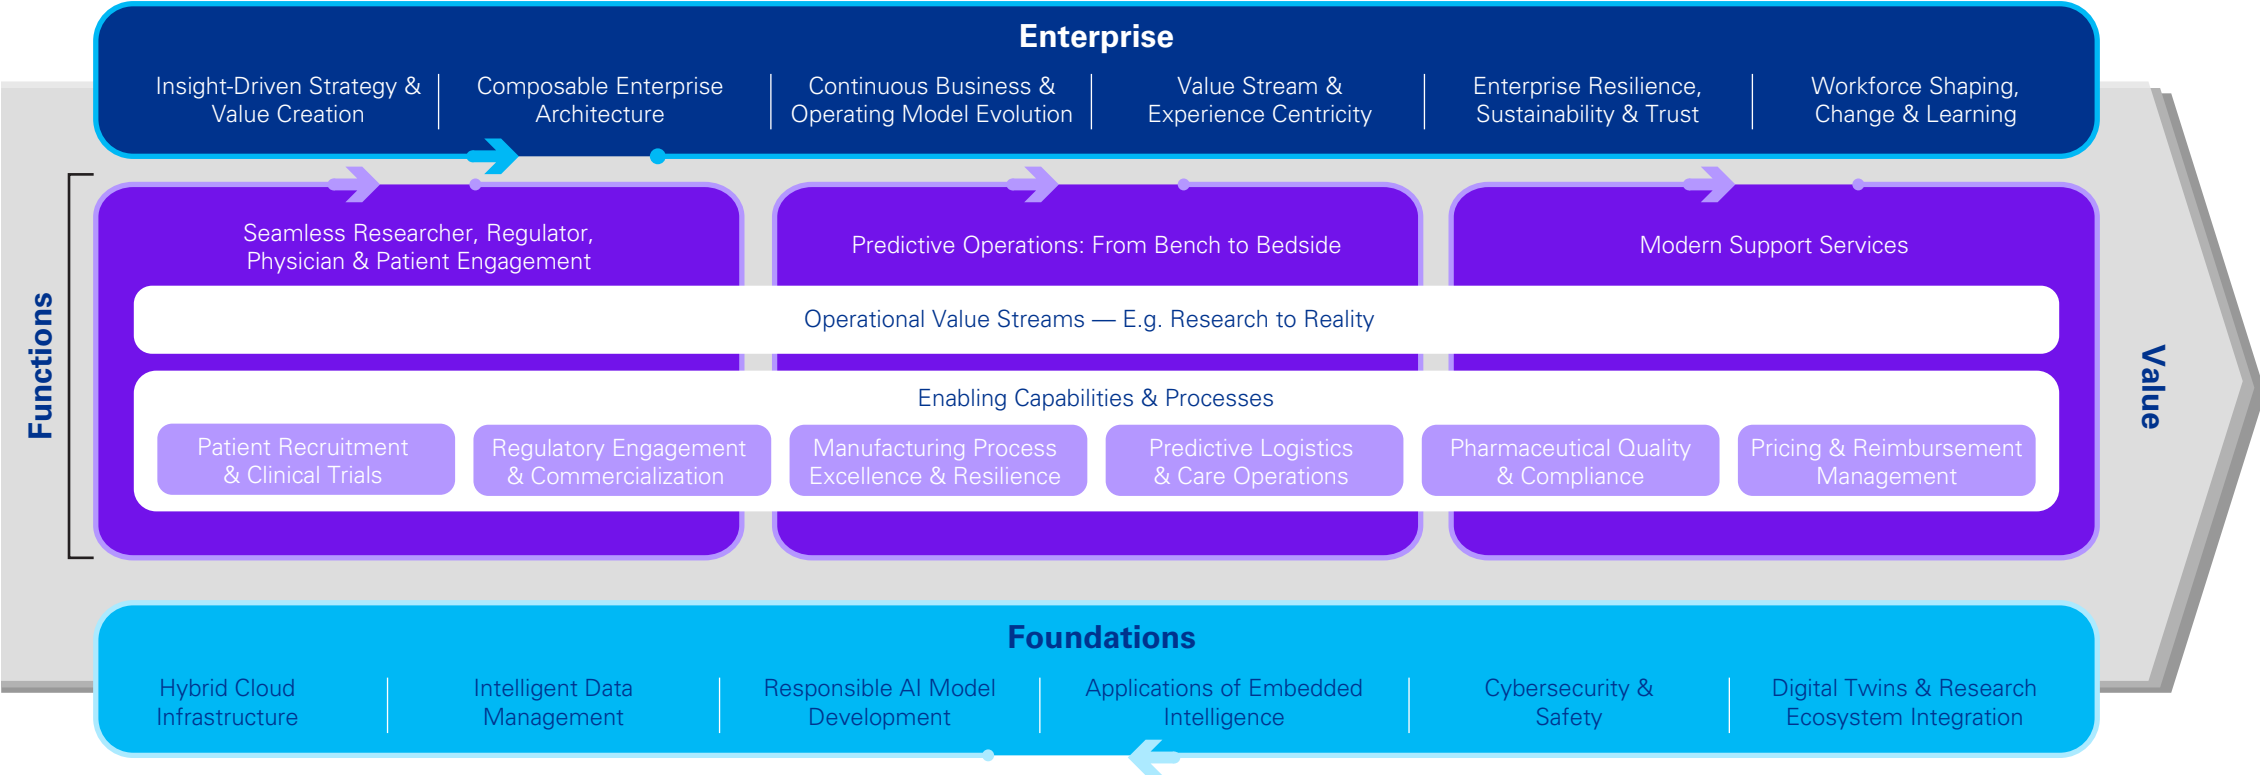 Enterprise
Insight-Driven Strategy &
Value Creation
Composable Enterprise
Architecture
Continuous Business &
Operating Model Evolution
Value Stream &
Experience Centricity
Enterprise Resilience,
Sustainability & Trust
Workforce Shaping,
Change & Learning
Functions
Seamless Researcher, Regulator,
Physician & Patient Engagement
Predictive Operations: From Bench to Bedside
Modern Support Services
Operational Value Streams — E.g. Research to Reality
Enabling Capabilities & Processes
Patient Recruitment
& Clinical Trials
Regulatory Engagement
& Commercialization
Manufacturing Process
Excellence & Resilience
Predictive Logistics
& Care Operations
Pharmaceutical Quality
& Compliance
Pricing & Reimbursement
Management
Value
Foundations
Hybrid Cloud
Infrastructure
Intelligent Data
Management
Responsible AI Model
Development
Applications of Embedded
Intelligence
Cybersecurity &
Safety
Digital Twins & Research
Ecosystem Integration